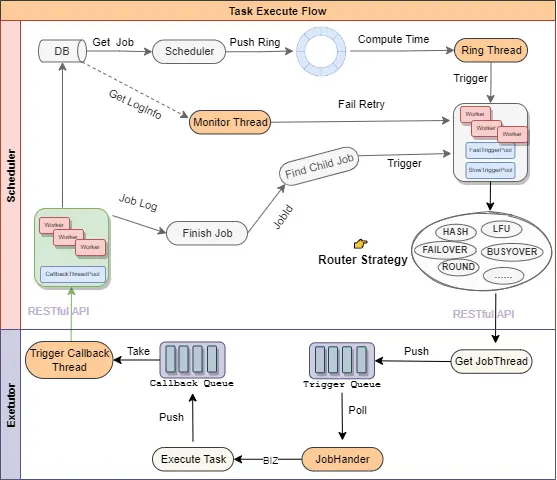 Task Execute Flow
Scheduler
DB
Get Job
Scheduler
Push Ring
Compute Time
Ring Thread
Get LogInfo
Monitor Thread
Fail Retry
Trigger
Worker
Worker
Worker
FastTriggerPool
SlowTriggerPool
Find Child Job
Trigger
Job Log
Finish Job
JobId
Worker
Worker
Worker
CallbackThreadPool
👉
Router Strategy
HASH
LFU
FAILOVER
BUSYOVER
ROUND
......
RESTful API
RESTful API
Exetutor
Trigger Callback
Thread
Take
Callback Queue
Trigger Queue
Push
Get JobThread
Push
Poll
Execute Task
BIZ
JobHander